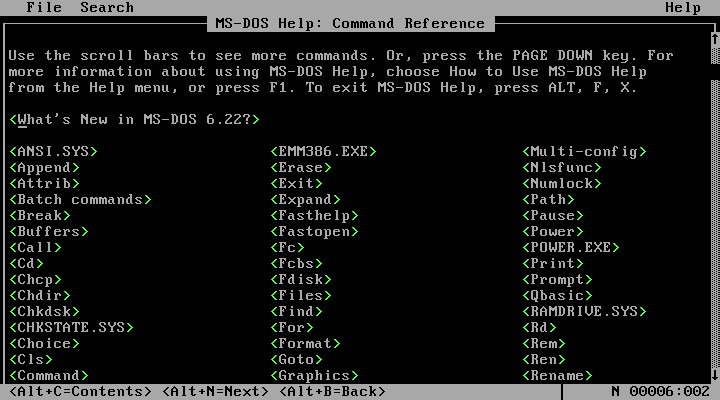 File Search Help
MS-DOS Help: Command Reference
Use the scroll bars to see more commands. Or, press the PAGE DOWN key. For
more information about using MS-DOS Help, choose How to Use MS-DOS Help
from the Help menu, or press F1. To exit MS-DOS Help, press ALT, F, X.
<What's New in MS-DOS 6.22?>
<ANSI.SYS> <EMM386.EXE> <Multi-config>
<Append> <Erase> <Nlsfunc>
<Attrib> <Exit> <Numlock>
<Batch commands> <Expand> <Path>
<Break> <Fasthelp> <Pause>
<Buffers> <Fastopen> <Power>
<Call> <Fc> <POWER.EXE>
<Cd> <Fcbs> <Print>
<Chcp> <Fdisk> <Prompt>
<Chdir> <Files> <Qbasic>
<Chkdsk> <Find> <RAMDRIVE.SYS>
<CHKSTATE.SYS> <For> <Rd>
<Choice> <Format> <Rem>
<Cls> <Goto> <Ren>
<Command> <Graphics> <Rename>
<Alt+C=Contents> <Alt+N=Next> <Alt+B=Back> N 00006:002